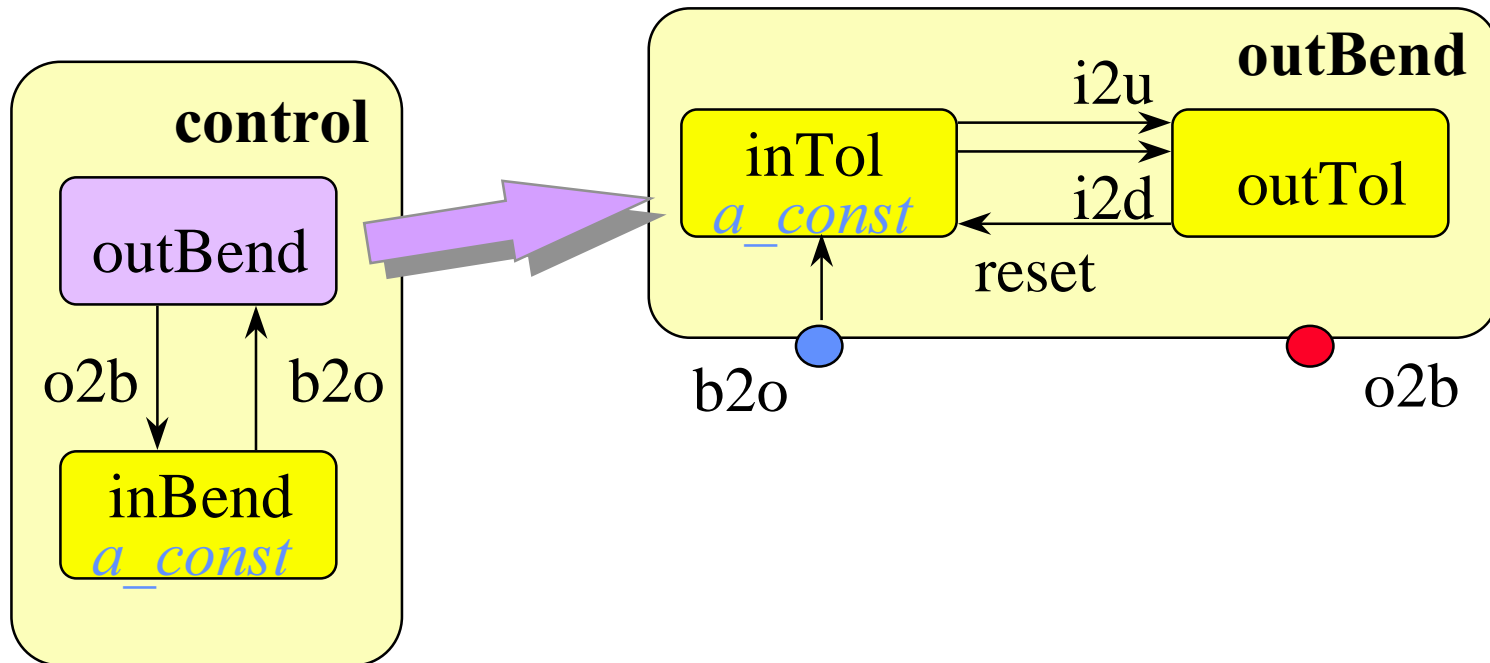 control
outBend
o2b
b2o
inBend
a_const
outBend
i2u
inTol
a_const
i2d
outTol
reset
b2o
o2b